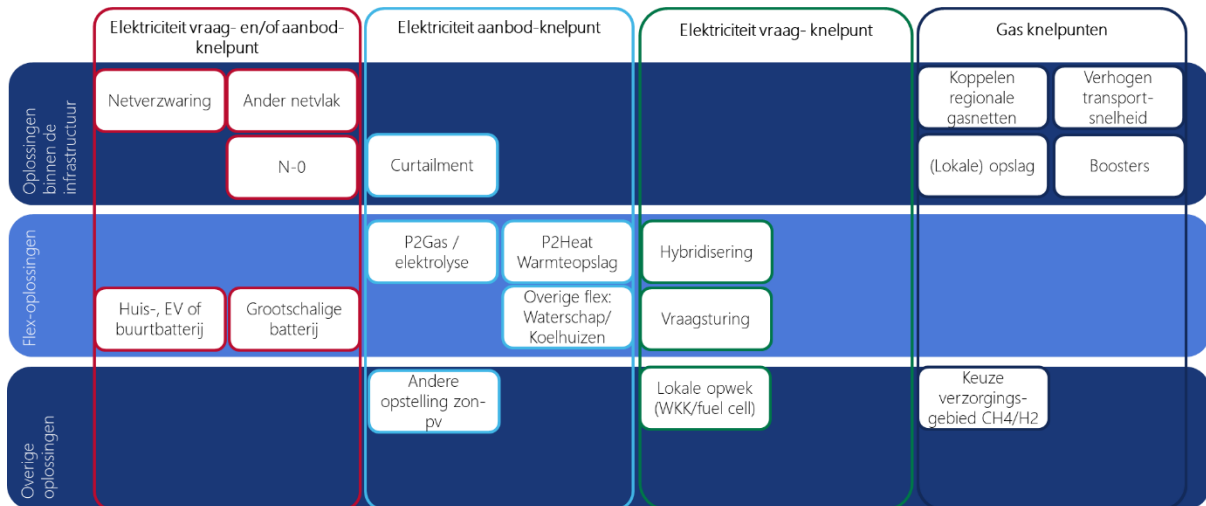 Elektriciteit vraag- en/of aanbod-
knelpunt
Elektriciteit aanbod-knelpunt
Elektriciteit vraag- knelpunt
Gas knelpunten
Oplossingen
binnen de
infrastructuur
Netverzwaring
Ander netvlak
N-0
Curtailment
Koppelen
regionale
gasnetten
Verhogen
transport-
snelheid
(Lokale) opslag
Boosters
Flex-oplossingen
Huis-, EV of
buurtbatterij
Grootschalige
batterij
P2Gas /
elektrolyse
P2Heat
Warmteopslag
Overige flex:
Waterschap/
Koelhuizen
Hybridisering
Vraagsturing
Overige
oplossingen
Andere
opstelling zon-
pv
Lokale opwek
(WKK/fuel cell)
Keuze
verzorgings-
gebied CH4/H2